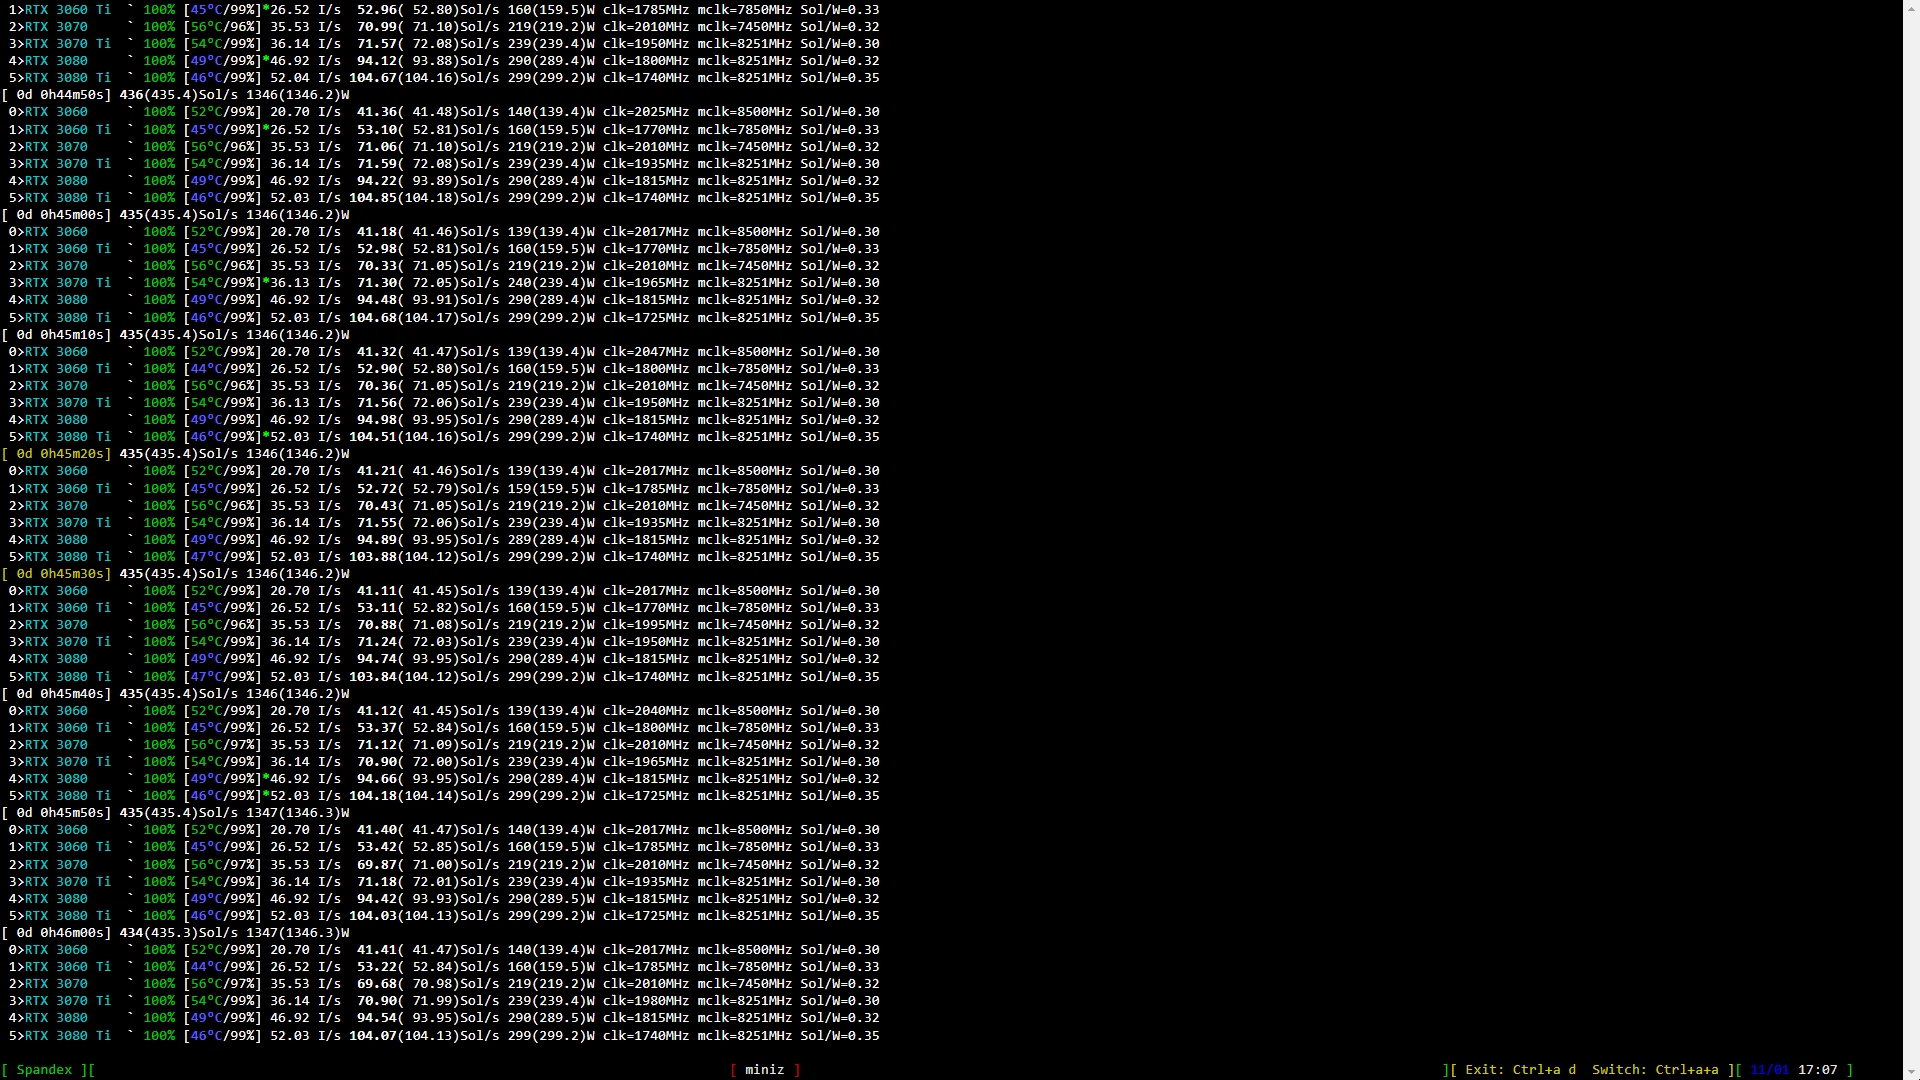 1>RTX 3060 Ti  ` 100% [45°C/99%]*26.52 I/s  52.96( 52.80)Sol/s 160(159.5)W clk=1785MHz mclk=7850MHz Sol/W=0.33
2>RTX 3070     ` 100% [56°C/96%] 35.53 I/s  70.99( 71.10)Sol/s 219(219.2)W clk=2010MHz mclk=7450MHz Sol/W=0.32
3>RTX 3070 Ti  ` 100% [54°C/99%] 36.14 I/s  71.57( 72.08)Sol/s 239(239.4)W clk=1950MHz mclk=8251MHz Sol/W=0.30
4>RTX 3080     ` 100% [49°C/99%]*46.92 I/s  94.12( 93.88)Sol/s 290(289.4)W clk=1800MHz mclk=8251MHz Sol/W=0.32
5>RTX 3080 Ti  ` 100% [46°C/99%] 52.04 I/s 104.67(104.16)Sol/s 299(299.2)W clk=1740MHz mclk=8251MHz Sol/W=0.35
[ 0d 0h44m50s] 436(435.4)Sol/s 1346(1346.2)W
0>RTX 3060     ` 100% [52°C/99%] 20.70 I/s  41.36( 41.48)Sol/s 140(139.4)W clk=2025MHz mclk=8500MHz Sol/W=0.30
1>RTX 3060 Ti  ` 100% [45°C/99%]*26.52 I/s  53.10( 52.81)Sol/s 160(159.5)W clk=1770MHz mclk=7850MHz Sol/W=0.33
2>RTX 3070     ` 100% [56°C/96%] 35.53 I/s  71.06( 71.10)Sol/s 219(219.2)W clk=2010MHz mclk=7450MHz Sol/W=0.32
3>RTX 3070 Ti  ` 100% [54°C/99%] 36.14 I/s  71.59( 72.08)Sol/s 239(239.4)W clk=1935MHz mclk=8251MHz Sol/W=0.30
4>RTX 3080     ` 100% [49°C/99%] 46.92 I/s  94.22( 93.89)Sol/s 290(289.4)W clk=1815MHz mclk=8251MHz Sol/W=0.32
5>RTX 3080 Ti  ` 100% [46°C/99%] 52.03 I/s 104.85(104.18)Sol/s 299(299.2)W clk=1740MHz mclk=8251MHz Sol/W=0.35
[ 0d 0h45m00s] 435(435.4)Sol/s 1346(1346.2)W
0>RTX 3060     ` 100% [52°C/99%] 20.70 I/s  41.18( 41.46)Sol/s 139(139.4)W clk=2017MHz mclk=8500MHz Sol/W=0.30
1>RTX 3060 Ti  ` 100% [45°C/99%] 26.52 I/s  52.98( 52.81)Sol/s 160(159.5)W clk=1770MHz mclk=7850MHz Sol/W=0.33
2>RTX 3070     ` 100% [56°C/96%] 35.53 I/s  70.33( 71.05)Sol/s 219(219.2)W clk=2010MHz mclk=7450MHz Sol/W=0.32
3>RTX 3070 Ti  ` 100% [54°C/99%]*36.13 I/s  71.30( 72.05)Sol/s 240(239.4)W clk=1965MHz mclk=8251MHz Sol/W=0.30
4>RTX 3080     ` 100% [49°C/99%] 46.92 I/s  94.48( 93.91)Sol/s 290(289.4)W clk=1815MHz mclk=8251MHz Sol/W=0.32
5>RTX 3080 Ti  ` 100% [46°C/99%] 52.03 I/s 104.68(104.17)Sol/s 299(299.2)W clk=1725MHz mclk=8251MHz Sol/W=0.35
[ 0d 0h45m10s] 435(435.4)Sol/s 1346(1346.2)W
0>RTX 3060     ` 100% [52°C/99%] 20.70 I/s  41.32( 41.47)Sol/s 139(139.4)W clk=2047MHz mclk=8500MHz Sol/W=0.30
1>RTX 3060 Ti  ` 100% [44°C/99%] 26.52 I/s  52.90( 52.80)Sol/s 160(159.5)W clk=1800MHz mclk=7850MHz Sol/W=0.33
2>RTX 3070     ` 100% [56°C/96%] 35.53 I/s  70.36( 71.05)Sol/s 219(219.2)W clk=2010MHz mclk=7450MHz Sol/W=0.32
3>RTX 3070 Ti  ` 100% [54°C/99%] 36.13 I/s  71.56( 72.06)Sol/s 239(239.4)W clk=1950MHz mclk=8251MHz Sol/W=0.30
4>RTX 3080     ` 100% [49°C/99%] 46.92 I/s  94.98( 93.95)Sol/s 290(289.4)W clk=1815MHz mclk=8251MHz Sol/W=0.32
5>RTX 3080 Ti  ` 100% [46°C/99%]*52.03 I/s 104.51(104.16)Sol/s 299(299.2)W clk=1740MHz mclk=8251MHz Sol/W=0.35
[ 0d 0h45m20s] 435(435.4)Sol/s 1346(1346.2)W
0>RTX 3060     ` 100% [52°C/99%] 20.70 I/s  41.21( 41.46)Sol/s 139(139.4)W clk=2017MHz mclk=8500MHz Sol/W=0.30
1>RTX 3060 Ti  ` 100% [45°C/99%] 26.52 I/s  52.72( 52.79)Sol/s 159(159.5)W clk=1785MHz mclk=7850MHz Sol/W=0.33
2>RTX 3070     ` 100% [56°C/96%] 35.53 I/s  70.43( 71.05)Sol/s 219(219.2)W clk=2010MHz mclk=7450MHz Sol/W=0.32
3>RTX 3070 Ti  ` 100% [54°C/99%] 36.14 I/s  71.55( 72.06)Sol/s 239(239.4)W clk=1935MHz mclk=8251MHz Sol/W=0.30
4>RTX 3080     ` 100% [49°C/99%] 46.92 I/s  94.89( 93.95)Sol/s 289(289.4)W clk=1815MHz mclk=8251MHz Sol/W=0.32
5>RTX 3080 Ti  ` 100% [47°C/99%] 52.03 I/s 103.88(104.12)Sol/s 299(299.2)W clk=1740MHz mclk=8251MHz Sol/W=0.35
[ 0d 0h45m30s] 435(435.4)Sol/s 1346(1346.2)W
0>RTX 3060     ` 100% [52°C/99%] 20.70 I/s  41.11( 41.45)Sol/s 139(139.4)W clk=2017MHz mclk=8500MHz Sol/W=0.30
1>RTX 3060 Ti  ` 100% [45°C/99%] 26.52 I/s  53.11( 52.82)Sol/s 160(159.5)W clk=1770MHz mclk=7850MHz Sol/W=0.33
2>RTX 3070     ` 100% [56°C/96%] 35.53 I/s  70.88( 71.08)Sol/s 219(219.2)W clk=1995MHz mclk=7450MHz Sol/W=0.32
3>RTX 3070 Ti  ` 100% [54°C/99%] 36.14 I/s  71.24( 72.03)Sol/s 239(239.4)W clk=1950MHz mclk=8251MHz Sol/W=0.30
4>RTX 3080     ` 100% [49°C/99%] 46.92 I/s  94.74( 93.95)Sol/s 290(289.4)W clk=1815MHz mclk=8251MHz Sol/W=0.32
5>RTX 3080 Ti  ` 100% [47°C/99%] 52.03 I/s 103.84(104.12)Sol/s 299(299.2)W clk=1740MHz mclk=8251MHz Sol/W=0.35
[ 0d 0h45m40s] 435(435.4)Sol/s 1346(1346.2)W
0>RTX 3060     ` 100% [52°C/99%] 20.70 I/s  41.12( 41.45)Sol/s 139(139.4)W clk=2040MHz mclk=8500MHz Sol/W=0.30
1>RTX 3060 Ti  ` 100% [45°C/99%] 26.52 I/s  53.37( 52.84)Sol/s 160(159.5)W clk=1800MHz mclk=7850MHz Sol/W=0.33
2>RTX 3070     ` 100% [56°C/97%] 35.53 I/s  71.12( 71.09)Sol/s 219(219.2)W clk=2010MHz mclk=7450MHz Sol/W=0.32
3>RTX 3070 Ti  ` 100% [54°C/99%] 36.14 I/s  70.90( 72.00)Sol/s 239(239.4)W clk=1965MHz mclk=8251MHz Sol/W=0.30
4>RTX 3080     ` 100% [49°C/99%]*46.92 I/s  94.66( 93.95)Sol/s 290(289.4)W clk=1815MHz mclk=8251MHz Sol/W=0.32
5>RTX 3080 Ti  ` 100% [46°C/99%]*52.03 I/s 104.18(104.14)Sol/s 299(299.2)W clk=1725MHz mclk=8251MHz Sol/W=0.35
[ 0d 0h45m50s] 435(435.4)Sol/s 1347(1346.3)W
0>RTX 3060     ` 100% [52°C/99%] 20.70 I/s  41.40( 41.47)Sol/s 140(139.4)W clk=2017MHz mclk=8500MHz Sol/W=0.30
1>RTX 3060 Ti  ` 100% [45°C/99%] 26.52 I/s  53.42( 52.85)Sol/s 160(159.5)W clk=1785MHz mclk=7850MHz Sol/W=0.33
2>RTX 3070     ` 100% [56°C/97%] 35.53 I/s  69.87( 71.00)Sol/s 219(219.2)W clk=2010MHz mclk=7450MHz Sol/W=0.32
3>RTX 3070 Ti  ` 100% [54°C/99%] 36.14 I/s  71.18( 72.01)Sol/s 239(239.4)W clk=1935MHz mclk=8251MHz Sol/W=0.30
4>RTX 3080     ` 100% [49°C/99%] 46.92 I/s  94.42( 93.93)Sol/s 290(289.5)W clk=1815MHz mclk=8251MHz Sol/W=0.32
5>RTX 3080 Ti  ` 100% [46°C/99%] 52.03 I/s 104.03(104.13)Sol/s 299(299.2)W clk=1725MHz mclk=8251MHz Sol/W=0.35
[ 0d 0h46m00s] 434(435.3)Sol/s 1347(1346.3)W
0>RTX 3060     ` 100% [52°C/99%] 20.70 I/s  41.41( 41.47)Sol/s 140(139.4)W clk=2017MHz mclk=8500MHz Sol/W=0.30
1>RTX 3060 Ti  ` 100% [44°C/99%] 26.52 I/s  53.22( 52.84)Sol/s 160(159.5)W clk=1785MHz mclk=7850MHz Sol/W=0.33
2>RTX 3070     ` 100% [56°C/97%] 35.53 I/s  69.68( 70.98)Sol/s 219(219.2)W clk=2010MHz mclk=7450MHz Sol/W=0.32
3>RTX 3070 Ti  ` 100% [54°C/99%] 36.14 I/s  70.90( 71.99)Sol/s 239(239.4)W clk=1980MHz mclk=8251MHz Sol/W=0.30
4>RTX 3080     ` 100% [49°C/99%] 46.92 I/s  94.54( 93.95)Sol/s 290(289.5)W clk=1815MHz mclk=8251MHz Sol/W=0.32
5>RTX 3080 Ti  ` 100% [46°C/99%] 52.03 I/s 104.07(104.13)Sol/s 299(299.2)W clk=1740MHz mclk=8251MHz Sol/W=0.35
[ Spandex ][ [ miniz ] ][ Exit: Ctrl+a d  Switch: Ctrl+a+a ][ 11/01 17:07 ]